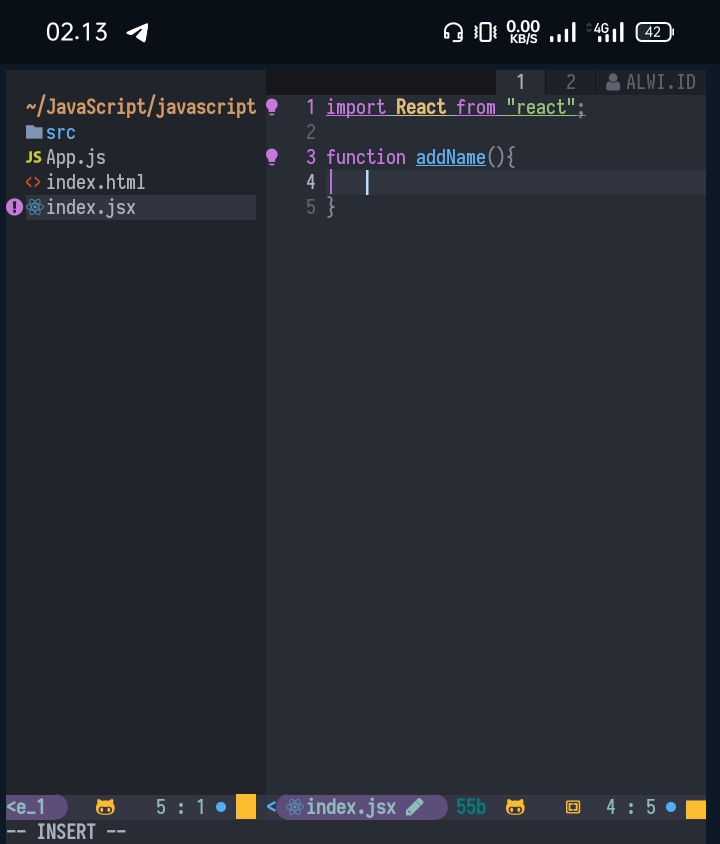 02.13 0.00 KB/S 4G 42
1 2 ALWI.ID
~/JavaScript/javascript
src
JS App.js
<> index.html
! index.jsx
1 import React from "react";
2
3 function addName(){
4
5 }
<e_1 5 : 1 < index.jsx 55b 4 : 5
-- INSERT --